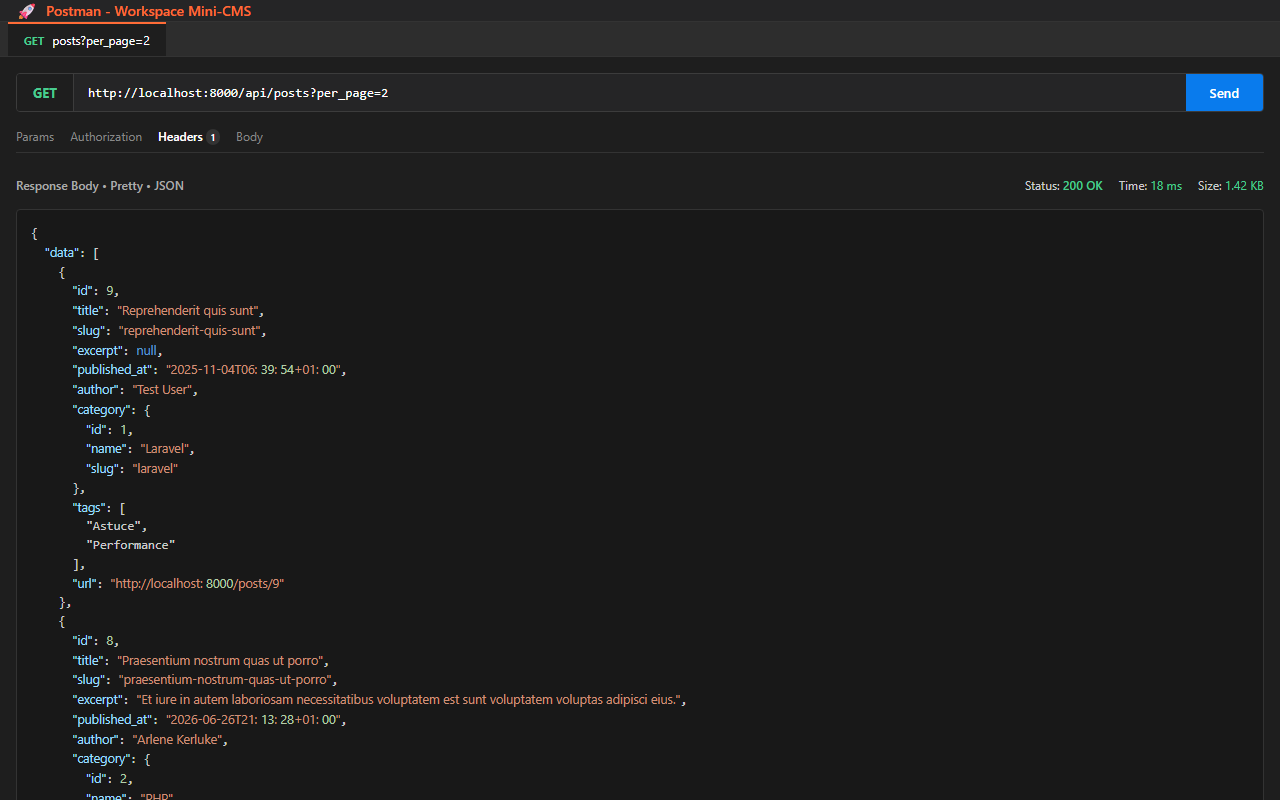 🚀 Postman - Workspace Mini-CMS
GET posts?per_page=2
GET http://localhost:8000/api/posts?per_page=2 Send
Params Authorization Headers 1 Body
Response Body • Pretty • JSON Status: 200 OK Time: 18 ms Size: 1.42 KB
{
"data": [
{
"id": 9,
"title": "Reprehenderit quis sunt",
"slug": "reprehenderit-quis-sunt",
"excerpt": null,
"published_at": "2025-11-04T06: 39: 54+01: 00",
"author": "Test User",
"category": {
"id": 1,
"name": "Laravel",
"slug": "laravel"
},
"tags": [
"Astuce",
"Performance"
],
"url": "http://localhost: 8000/posts/9"
},
{
"id": 8,
"title": "Praesentium nostrum quas ut porro",
"slug": "praesentium-nostrum-quas-ut-porro",
"excerpt": "Et iure in autem laboriosam necessitatibus voluptatem est sunt voluptatem voluptas adipisci eius.",
"published_at": "2026-06-26T21: 13: 28+01: 00",
"author": "Arlene Kerluke",
"category": {
"id": 2,
"name": "PHP"